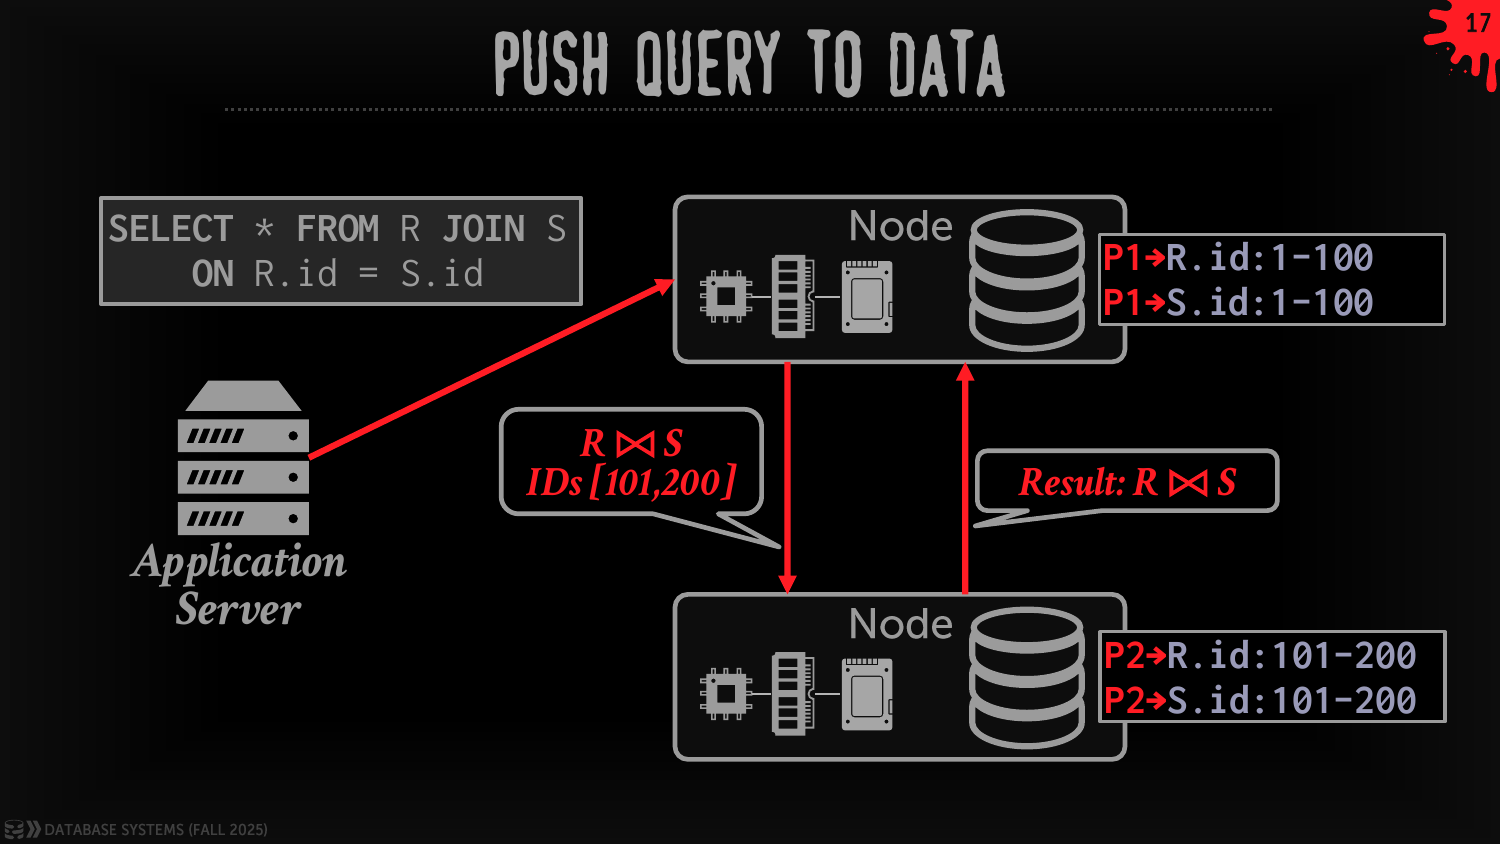 PUSH QUERY TO DATA
17
SELECT * FROM R JOIN S
ON R.id = S.id
Node
P1➔R.id:1-100
P1➔S.id:1-100
R ⋈ S
IDs [101,200]
Result: R ⋈ S
Application
Server
Node
P2➔R.id:101-200
P2➔S.id:101-200
DATABASE SYSTEMS (FALL 2025)